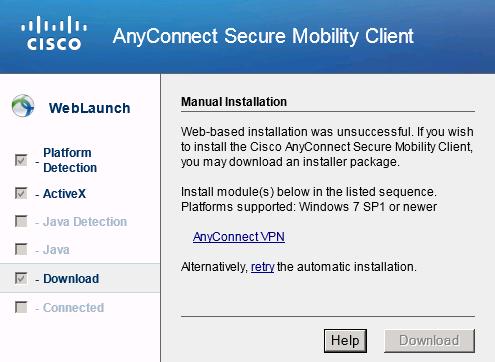 CISCO
AnyConnect Secure Mobility Client
WebLaunch
- Platform
Detection
- ActiveX
- Java Detection
- Java
- Download
- Connected
Manual Installation
Web-based installation was unsuccessful. If you wish
to install the Cisco AnyConnect Secure Mobility Client,
you may download an installer package.
Install module(s) below in the listed sequence.
Platforms supported: Windows 7 SP1 or newer
AnyConnect VPN
Alternatively, retry the automatic installation.
Help
Download